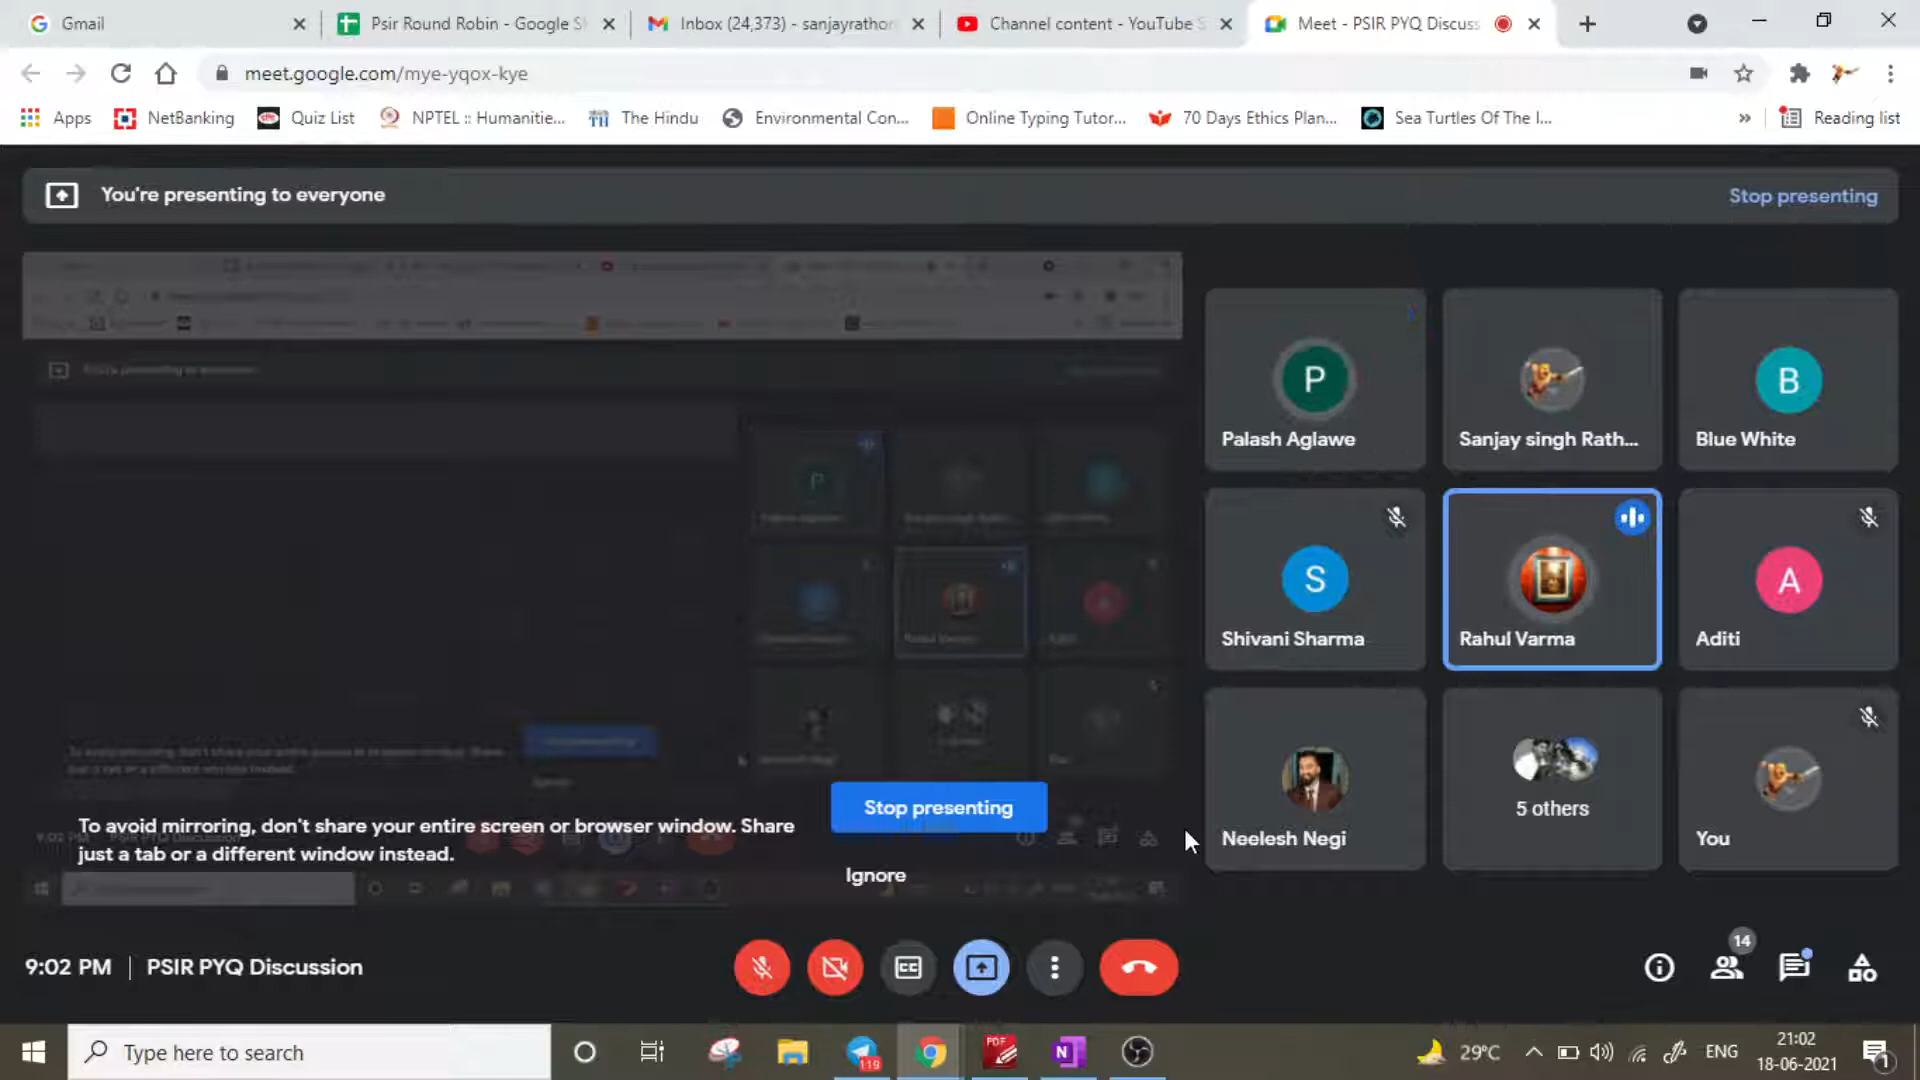 Gmail
Psir Round Robin - Google S
Inbox (24,373) - sanjayrathor
Channel content - YouTube S
Meet - PSIR PYQ Discuss
meet.google.com/mye-yqox-kye
Apps
NetBanking
Quiz List
NPTEL :: Humanitie...
The Hindu
Environmental Con...
Online Typing Tutor...
70 Days Ethics Plan...
Sea Turtles Of The I...
»
Reading list
You're presenting to everyone
Stop presenting
P
Palash Aglawe
Sanjay singh Rath...
B
Blue White
S
Shivani Sharma
Rahul Varma
A
Aditi
Neelesh Negi
5 others
You
To avoid mirroring, don't share your entire screen or browser window. Share
just a tab or a different window instead.
Stop presenting
Ignore
9:02 PM | PSIR PYQ Discussion
14
Type here to search
119
PDF
N
29°C
ENG
21:02
18-06-2021
1